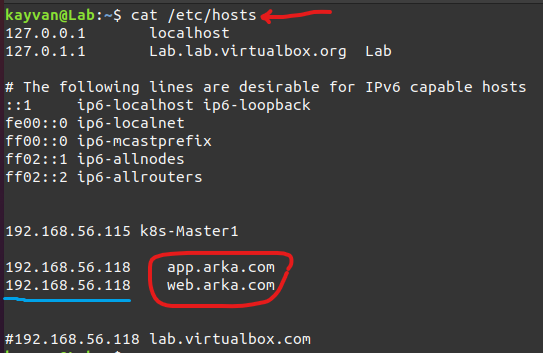 kayvan@Lab:~$ cat /etc/hosts
127.0.0.1 localhost
127.0.1.1 Lab.lab.virtualbox.org Lab
# The following lines are desirable for IPv6 capable hosts
::1 ip6-localhost ip6-loopback
fe00::0 ip6-localnet
ff00::0 ip6-mcastprefix
ff02::1 ip6-allnodes
ff02::2 ip6-allrouters
192.168.56.115 k8s-Master1
192.168.56.118 app.arka.com
192.168.56.118 web.arka.com
#192.168.56.118 lab.virtualbox.com